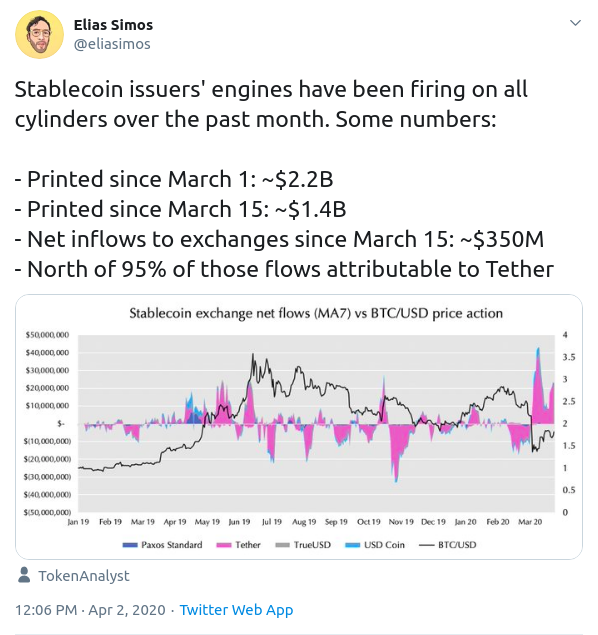 Elias Simos
@eliasimos
Stablecoin issuers' engines have been firing on all
cylinders over the past month. Some numbers:
- Printed since March 1: ~$2.2B
- Printed since March 15: ~$1.4B
- Net inflows to exchanges since March 15: ~$350M
- North of 95% of those flows attributable to Tether
Stablecoin exchange net flows (MA7) vs BTC/USD price action
$50,000,000
$40,000,000
$30,000,000
$20,000,000
$10,000,000
$-
$(10,000,000)
$(20,000,000)
$(30,000,000)
$(40,000,000)
$(50,000,000)
4
3.5
3
2.5
2
1.5
1
0.5
0
Jan 19 Feb 19 Mar 19 Apr 19 May 19 Jun 19 Jul 19 Aug 19 Sep 19 Oct 19 Nov 19 Dec 19 Jan 20 Feb 20 Mar 20
Paxos Standard Tether TrueUSD USD Coin BTC/USD
TokenAnalyst
12:06 PM · Apr 2, 2020 · Twitter Web App